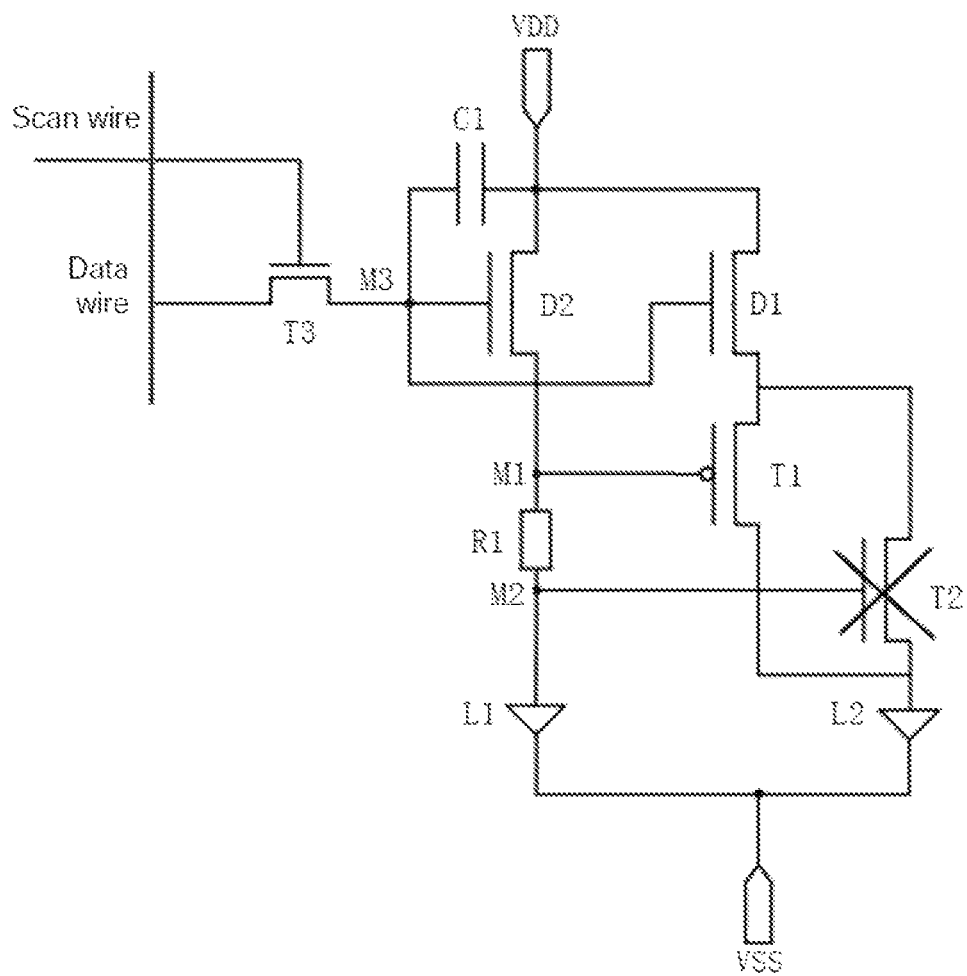 VDD
Scan wire
C1
Data
wire
M3
T3
D2
D1
M1
T1
R1
M2
T2
L1
L2
VSS